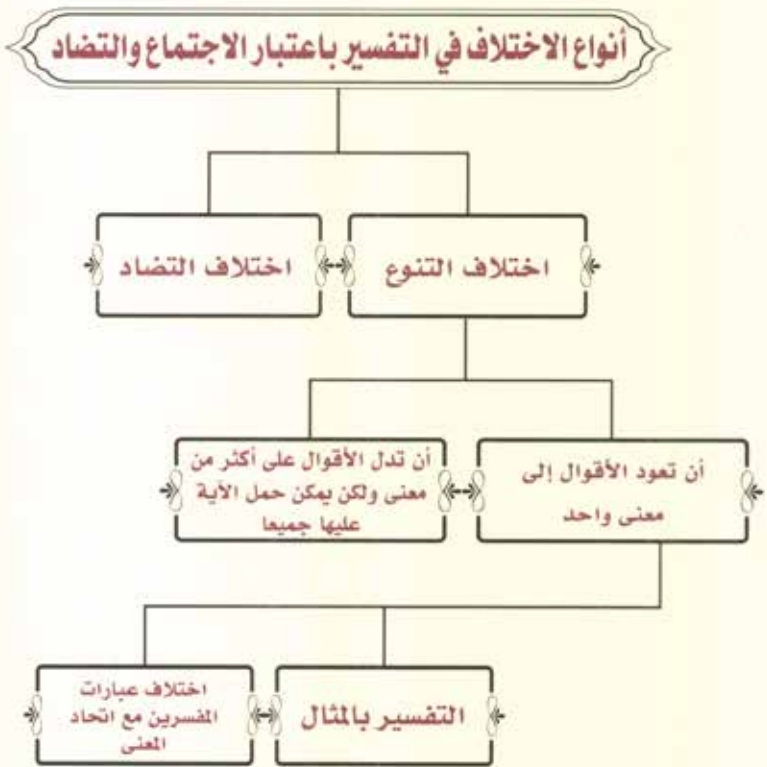 أنواع الاختلاف في التفسير باعتبار الاجتماع والتضاد
اختلاف التنوع
اختلاف التضاد
أن تعود الأقوال إلى
معنى واحد
أن تدل الأقوال على أكثر من
معنى ولكن يمكن حمل الآية
عليها جميعا
التفسير بالمثال
اختلاف عبارات
المفسرين مع اتحاد
المعنى